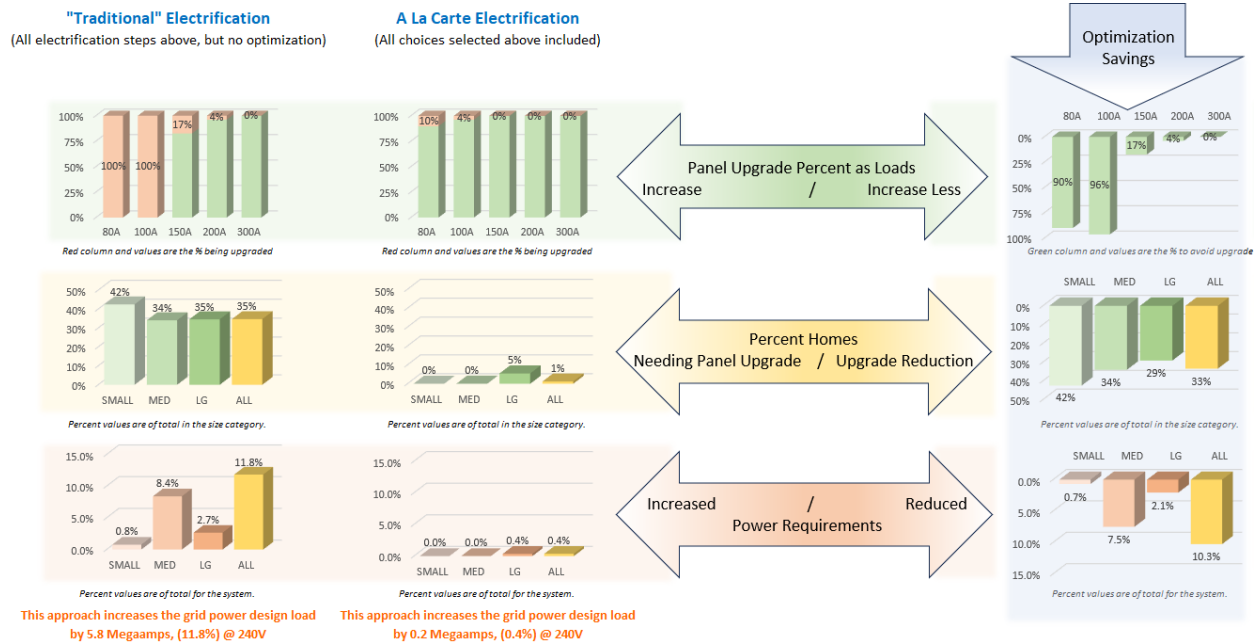 "Traditional" Electrification
(All electrification steps above, but no optimization)
A La Carte Electrification
(All choices selected above included)
Optimization
Savings
100%
75%
50%
25%
0%
100%
100%
17%
4%
0%
80A
100A
150A
200A
300A
Red column and values are the % being upgraded
100%
75%
50%
25%
0%
10%
4%
0%
0%
0%
80A
100A
150A
200A
300A
Red column and values are the % being upgraded
Panel Upgrade Percent as Loads
Increase / Increase Less
80A
100A
150A
200A
300A
0%
25%
50%
75%
100%
90%
96%
17%
4%
0%
Green column and values are the % to avoid upgrade
50%
40%
30%
20%
10%
0%
42%
34%
35%
35%
SMALL
MED
LG
ALL
Percent values are of total in the size category.
50%
40%
30%
20%
10%
0%
0%
0%
5%
1%
SMALL
MED
LG
ALL
Percent values are of total in the size category.
Percent Homes
Needing Panel Upgrade / Upgrade Reduction
SMALL
MED
LG
ALL
0%
10%
20%
30%
40%
50%
42%
34%
29%
33%
Percent values are of total in the size category.
15.0%
10.0%
5.0%
0.0%
0.8%
8.4%
2.7%
11.8%
SMALL
MED
LG
ALL
Percent values are of total for the system.
This approach increases the grid power design load
by 5.8 Megaamps, (11.8%) @ 240V
15.0%
10.0%
5.0%
0.0%
0.0%
0.0%
0.4%
0.4%
SMALL
MED
LG
ALL
Percent values are of total for the system.
This approach increases the grid power design load
by 0.2 Megaamps, (0.4%) @ 240V
Increased / Reduced
Power Requirements
SMALL
MED
LG
ALL
0.0%
5.0%
10.0%
15.0%
0.7%
7.5%
2.1%
10.3%
Percent values are of total for the system.